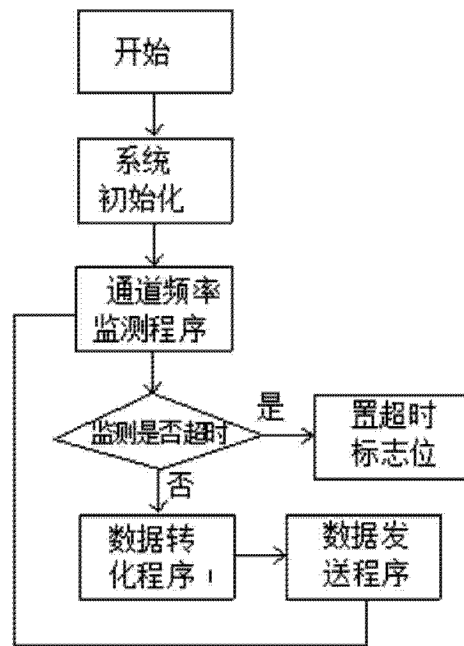 开始
系统
初始化
通道频率
监测程序
监测是否超时
是
置超时
标志位
否
数据转
化程序
数据发
送程序